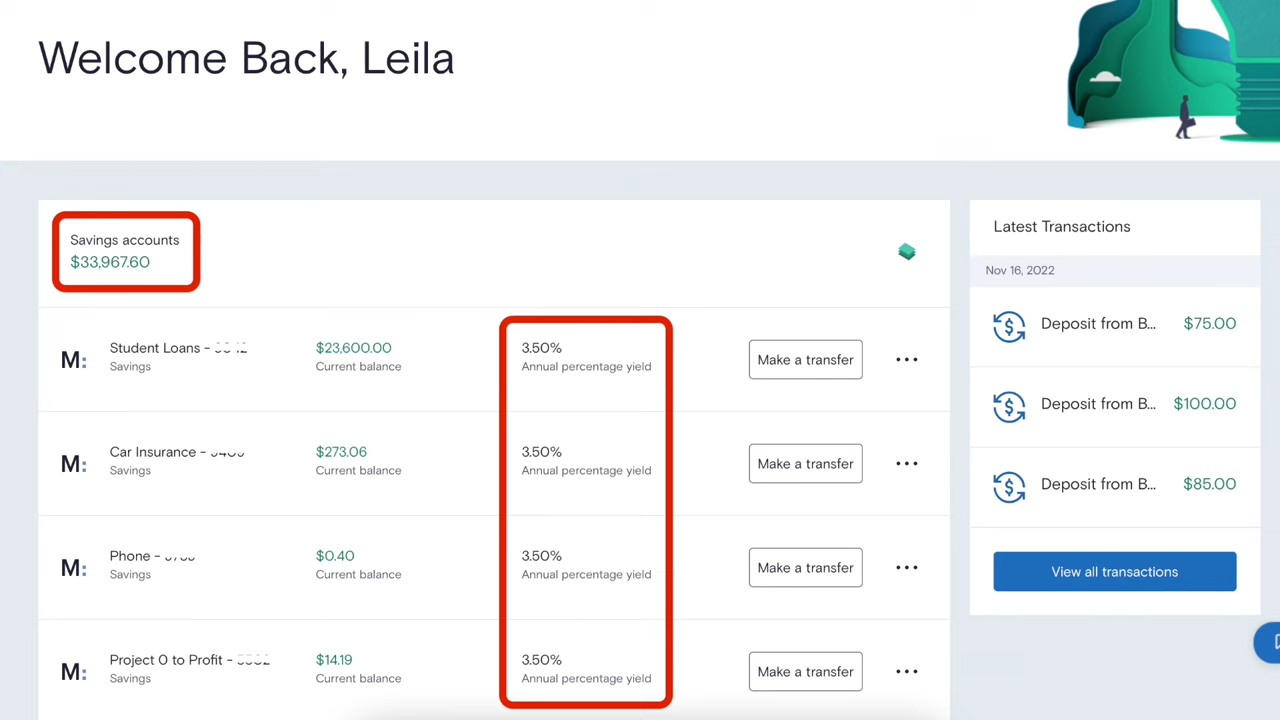 Welcome Back, Leila
Savings accounts
$33,967.60
M:
Student Loans -
Savings
$23,600.00
Current balance
3.50%
Annual percentage yield
Make a transfer
M:
Car Insurance -
Savings
$273.06
Current balance
3.50%
Annual percentage yield
Make a transfer
M:
Phone -
Savings
$0.40
Current balance
3.50%
Annual percentage yield
Make a transfer
M:
Project 0 to Profit -
Savings
$14.19
Current balance
3.50%
Annual percentage yield
Make a transfer
Latest Transactions
Nov 16, 2022
Deposit from B... $75.00
Deposit from B... $100.00
Deposit from B... $85.00
View all transactions